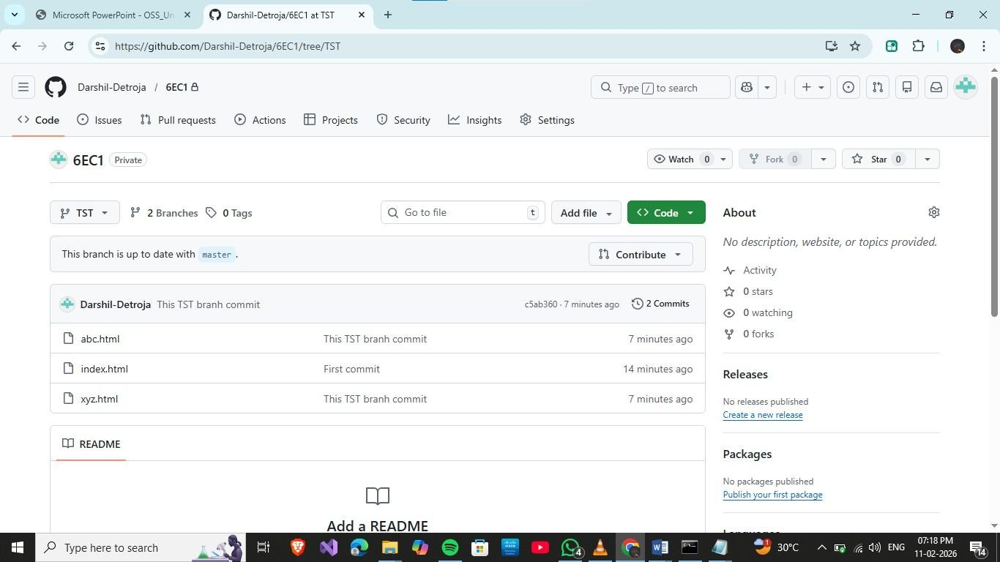 Microsoft PowerPoint - OSS_Un
Darshil-Detroja/6EC1 at TST
https://github.com/Darshil-Detroja/6EC1/tree/TST
Darshil-Detroja / 6EC1
Type / to search
Code Issues Pull requests Actions Projects Security Insights Settings
6EC1 Private
Watch 0 Fork 0 Star 0
TST 2 Branches 0 Tags Go to file t Add file Code
About
No description, website, or topics provided.
This branch is up to date with master .
Contribute
Activity
0 stars
0 watching
0 forks
Darshil-Detroja This TST branh commit c5ab360 · 7 minutes ago 2 Commits
abc.html This TST branh commit 7 minutes ago
index.html First commit 14 minutes ago
xyz.html This TST branh commit 7 minutes ago
Releases
No releases published
Create a new release
README
Add a README
Packages
No packages published
Publish your first package
Type here to search
4
1
30°C
ENG
07:18 PM
11-02-2026
14